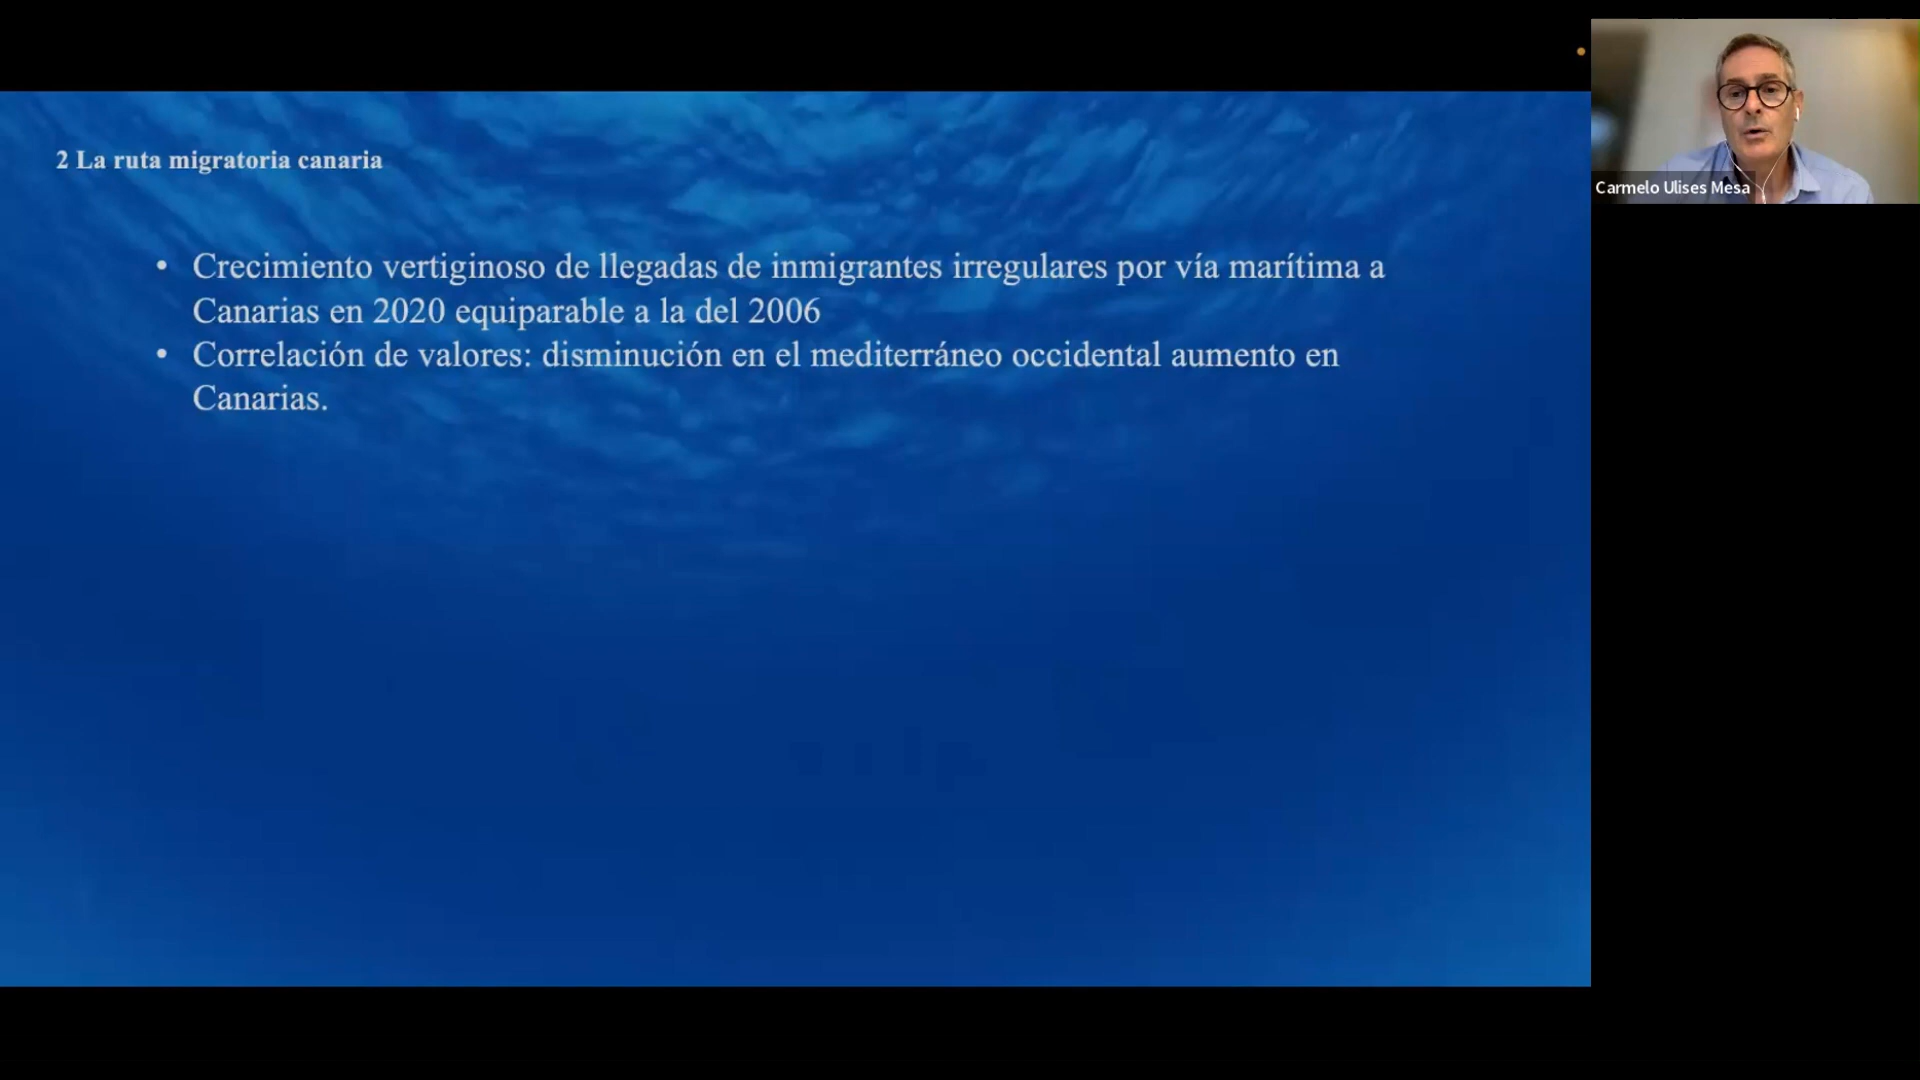 2 La ruta migratoria canaria
• Crecimiento vertiginoso de llegadas de inmigrantes irregulares por vía marítima a
Canarias en 2020 equiparable a la del 2006
• Correlación de valores: disminución en el mediterráneo occidental aumento en
Canarias.
Carmelo Ulises Mesa